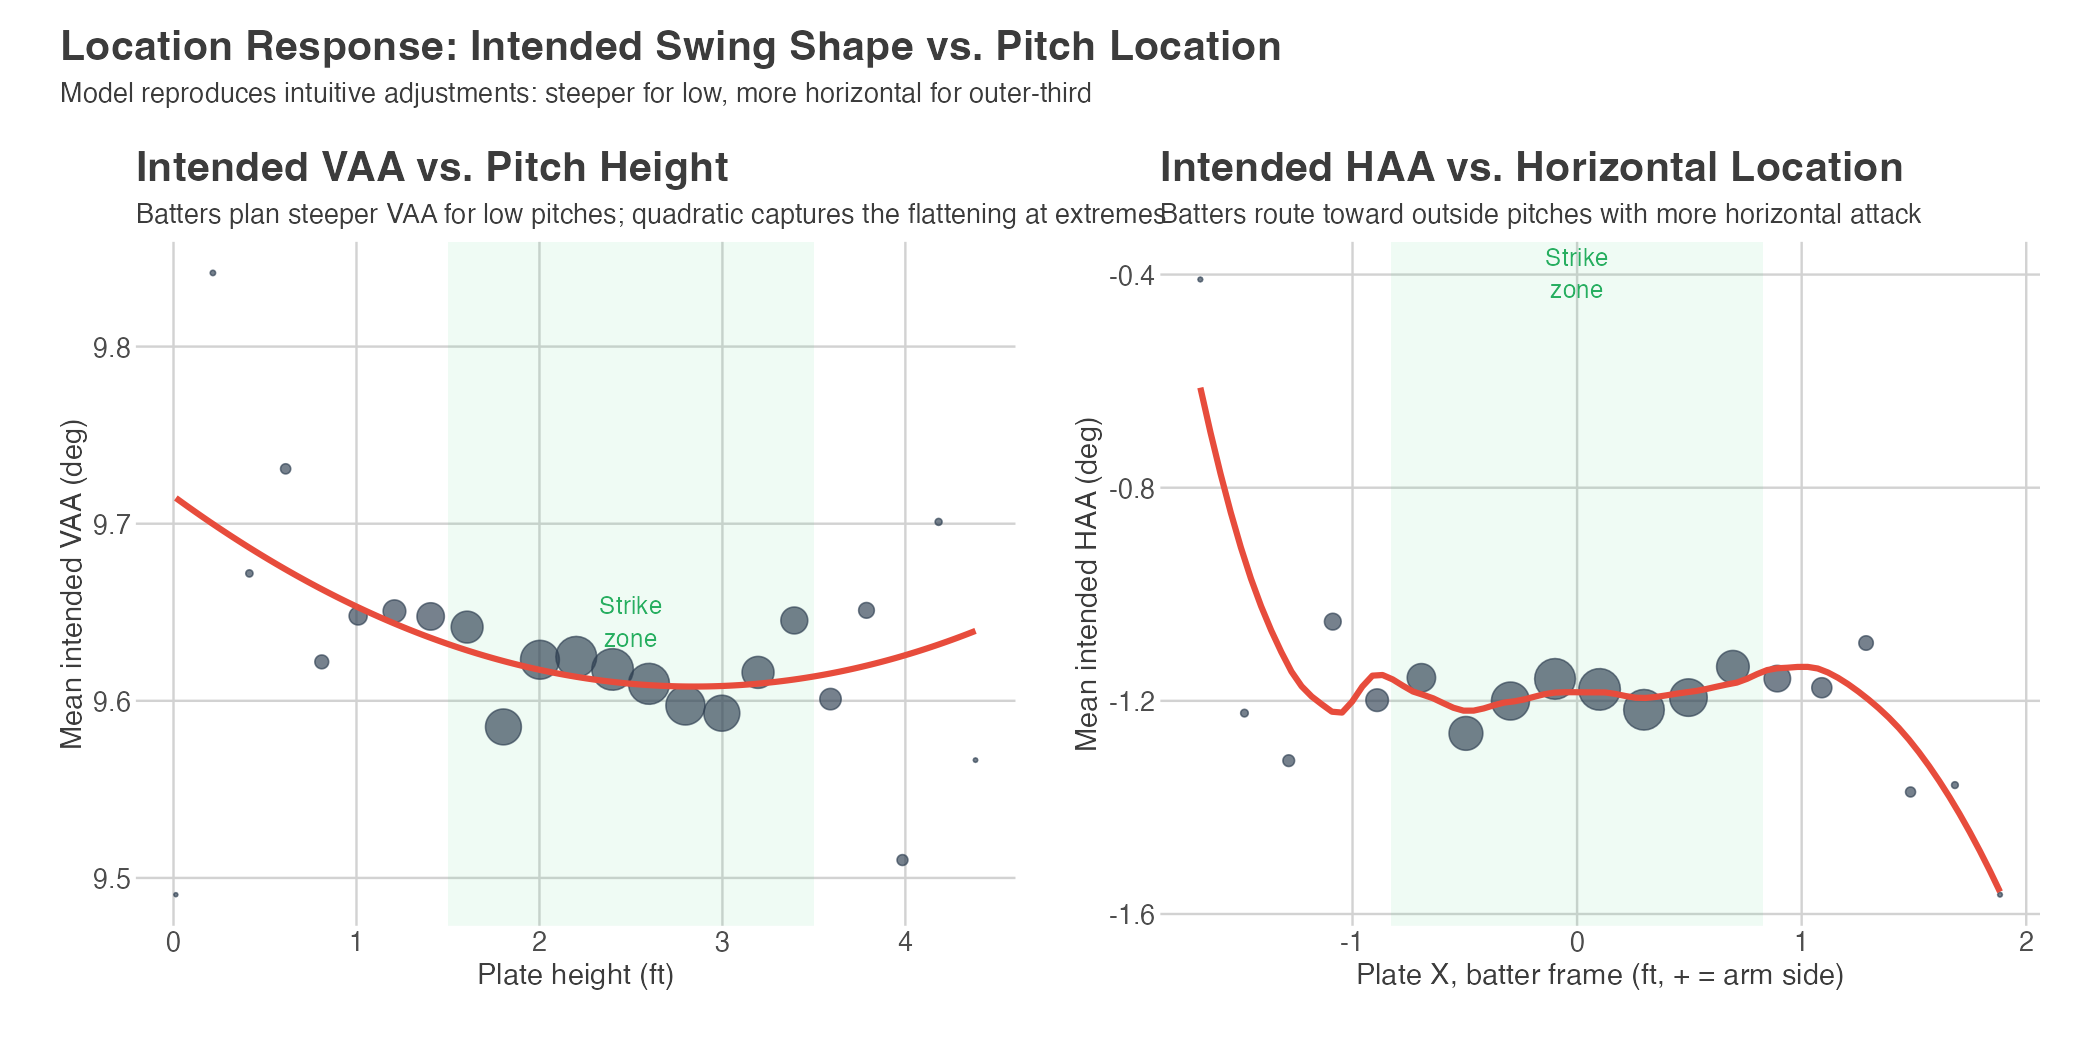 Location Response: Intended Swing Shape vs. Pitch Location
Model reproduces intuitive adjustments: steeper for low, more horizontal for outer-third
Intended VAA vs. Pitch Height
Batters plan steeper VAA for low pitches; quadratic captures the flattening at extremes
Mean intended VAA (deg)
9.8
9.7
9.6
9.5
Strike
zone
0
1
2
3
4
Plate height (ft)
Intended HAA vs. Horizontal Location
Batters route toward outside pitches with more horizontal attack
Mean intended HAA (deg)
-0.4
-0.8
-1.2
-1.6
Strike
zone
-1
0
1
2
Plate X, batter frame (ft, + = arm side)